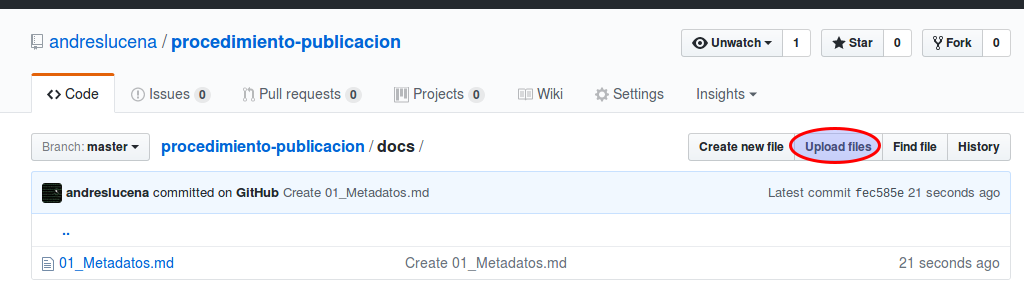 andreslucena / procedimiento-publicacion Unwatch 1 Star 0 Fork 0
Code Issues 0 Pull requests 0 Projects 0 Wiki Settings Insights
Branch: master procedimiento-publicacion / docs / Create new file Upload files Find file History
andreslucena committed on GitHub Create 01_Metadatos.md Latest commit fec585e 21 seconds ago
..
01_Metadatos.md Create 01_Metadatos.md 21 seconds ago